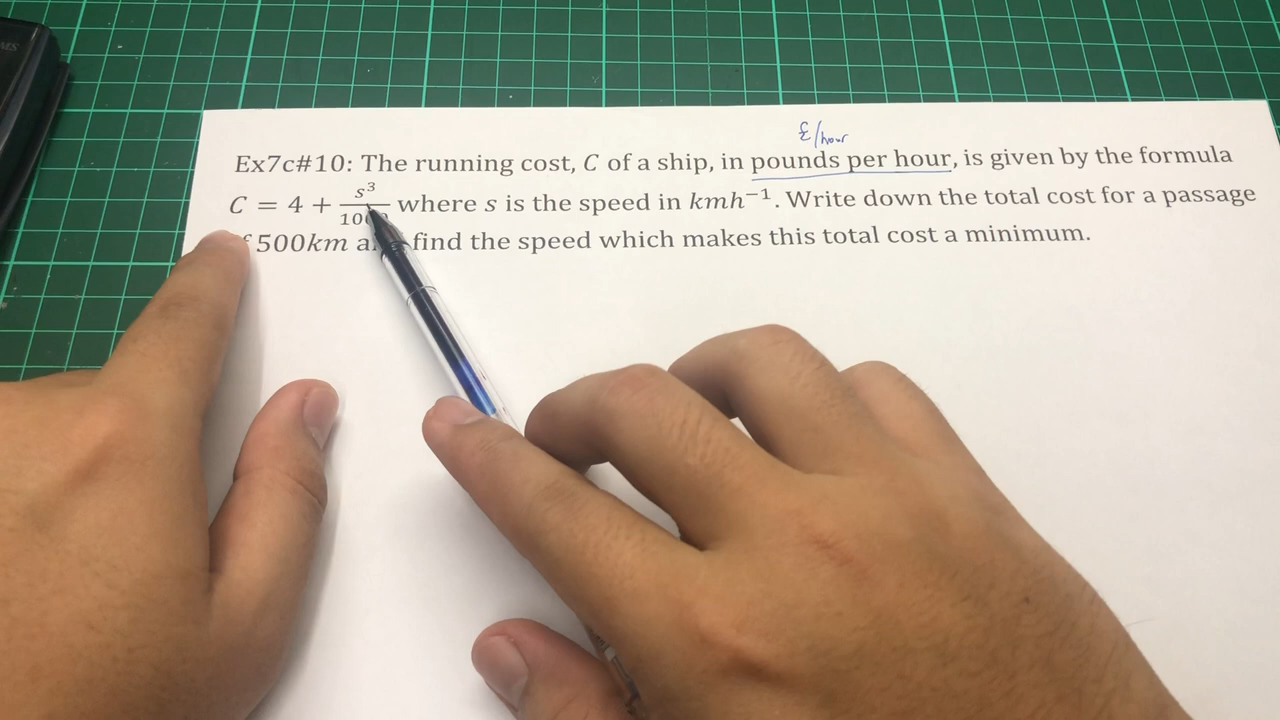 £/hour
Ex7c#10: The running cost, C of a ship, in pounds per hour, is given by the formula
C = 4 + s³/ where s is the speed in kmh⁻¹. Write down the total cost for a passage
500km find the speed which makes this total cost a minimum.